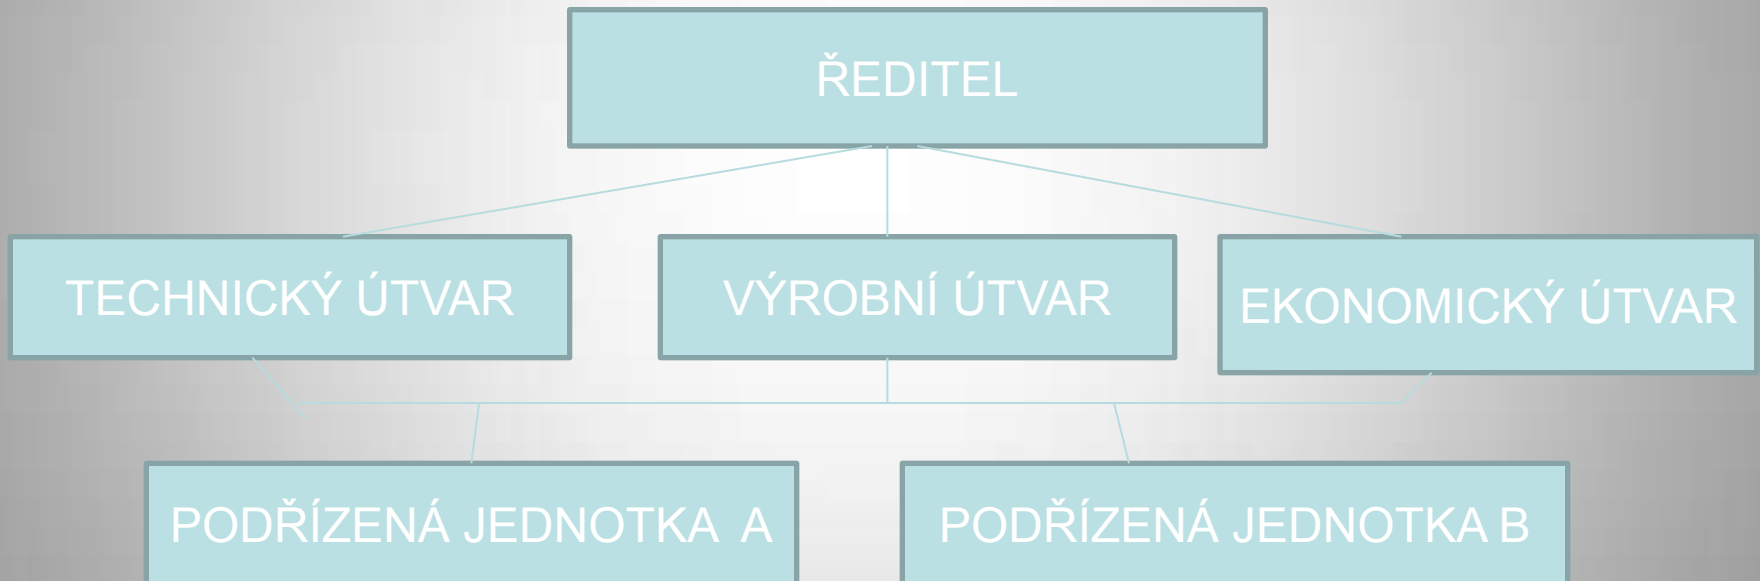 ŘEDITEL
TECHNICKÝ ÚTVAR
VÝROBNÍ ÚTVAR
EKONOMICKÝ ÚTVAR
PODŘÍZENÁ JEDNOTKA  A
PODŘÍZENÁ JEDNOTKA B